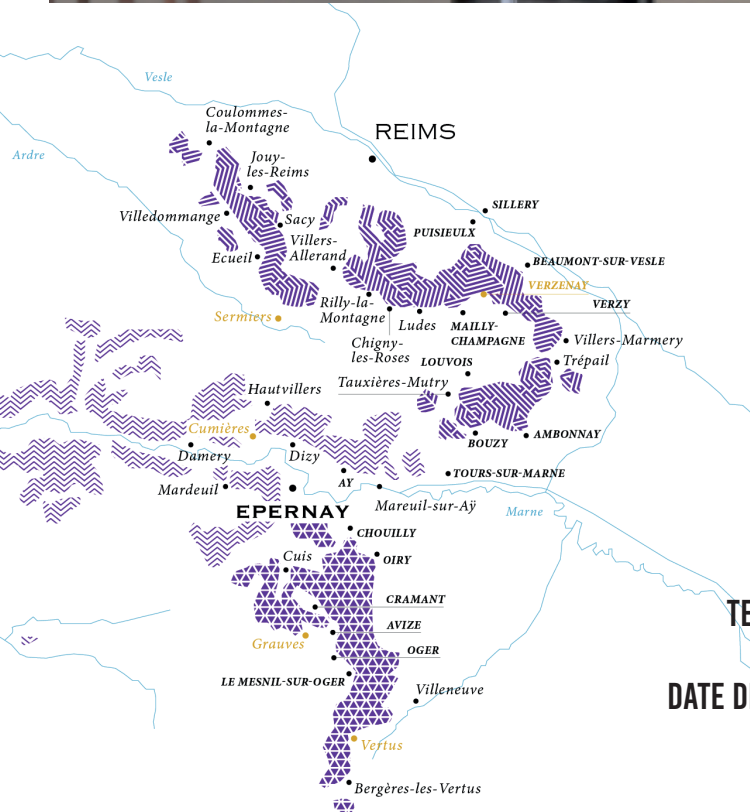 Vesle
Coulommes-
la-Montagne
REIMS
Ardre
Jouy-
les-Reims
SILLERY
Villedommange
Sacy
PUISIEULX
Villers-
Allerand
Ecueil
BEAUMONT-SUR-VESLE
VERZENAY
Rilly-la-
Montagne
VERZY
Sermiers
Ludes
MAILLY-
CHAMPAGNE
Villers-Marmery
Chigny-
les-Roses
LOUVOIS
Trépail
Tauxières-Mutry
Hautvillers
Cumières
AMBONNAY
BOUZY
Damery
Dizy
AY
TOURS-SUR-MARNE
Mardeuil
Mareuil-sur-Aÿ
Marne
EPERNAY
CHOUILLY
Cuis
OIRY
CRAMANT
TE
AVIZE
Grauves
OGER
LE MESNIL-SUR-OGER
Villeneuve
DATE D
Vertus
Bergères-les-Vertus